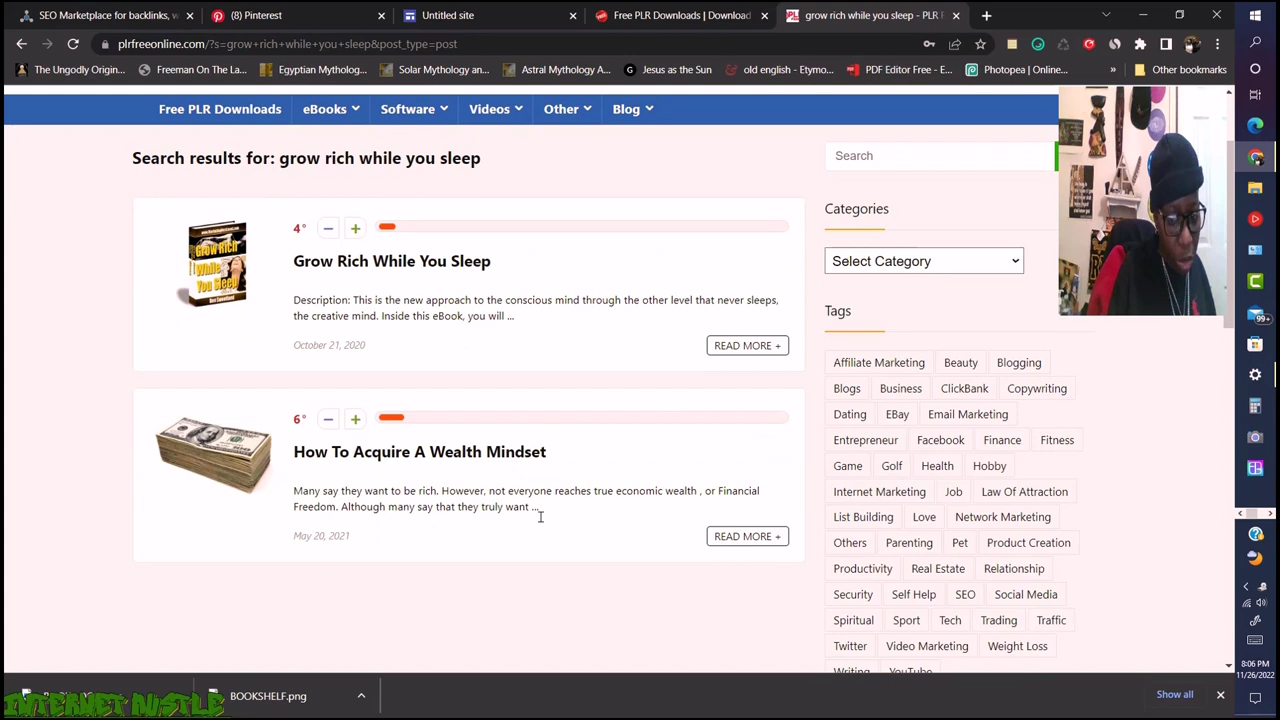 SEO Marketplace for backlinks, w
(8) Pinterest
Untitled site
Free PLR Downloads | Download
grow rich while you sleep - PLR F
plrfreeonline.com/?s=grow+rich+while+you+sleep&post_type=post
The Ungodly Origin...
Freeman On The La...
Egyptian Mytholog...
Solar Mythology an...
Astral Mythology A...
Jesus as the Sun
old english - Etymo...
PDF Editor Free - E...
Photopea | Online...
Other bookmarks
Free PLR Downloads
eBooks
Software
Videos
Other
Blog
Search results for: grow rich while you sleep
Search
4°
Grow Rich While You Sleep
Description: This is the new approach to the conscious mind through the other level that never sleeps,
the creative mind. Inside this eBook, you will ...
October 21, 2020
READ MORE +
Grow Rich
While
You Sleep
6°
How To Acquire A Wealth Mindset
Many say they want to be rich. However, not everyone reaches true economic wealth , or Financial
Freedom. Although many say that they truly want ...
May 20, 2021
READ MORE +
Categories
Select Category
Tags
Affiliate Marketing
Beauty
Blogging
Blogs
Business
ClickBank
Copywriting
Dating
EBay
Email Marketing
Entrepreneur
Facebook
Finance
Fitness
Game
Golf
Health
Hobby
Internet Marketing
Job
Law Of Attraction
List Building
Love
Network Marketing
Others
Parenting
Pet
Product Creation
Productivity
Real Estate
Relationship
Security
Self Help
SEO
Social Media
Spiritual
Sport
Tech
Trading
Traffic
Twitter
Video Marketing
Weight Loss
Writing
YouTube
99+
8:06 PM
11/26/2022
BOOKSHELF.png
Show all
INTERNET HUSTLE